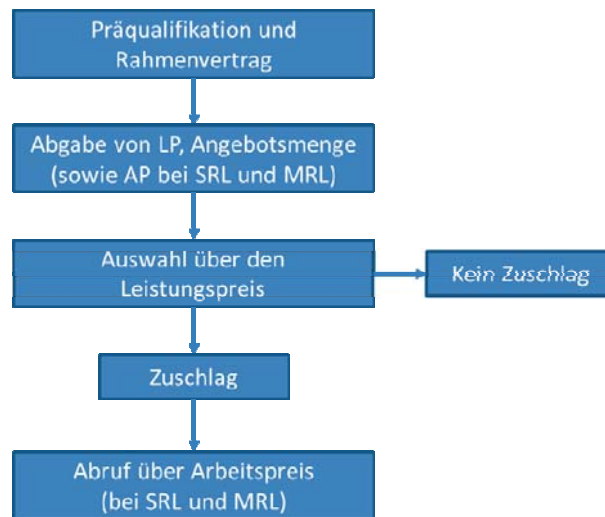 Präqualifikation und
Rahmenvertrag
Abgabe von LP, Angebotsmenge
(sowie AP bei SRL und MRL)
Auswahl über den
Leistungspreis
Kein Zuschlag
Zuschlag
Abruf über Arbeitspreis
(bei SRL und MRL)